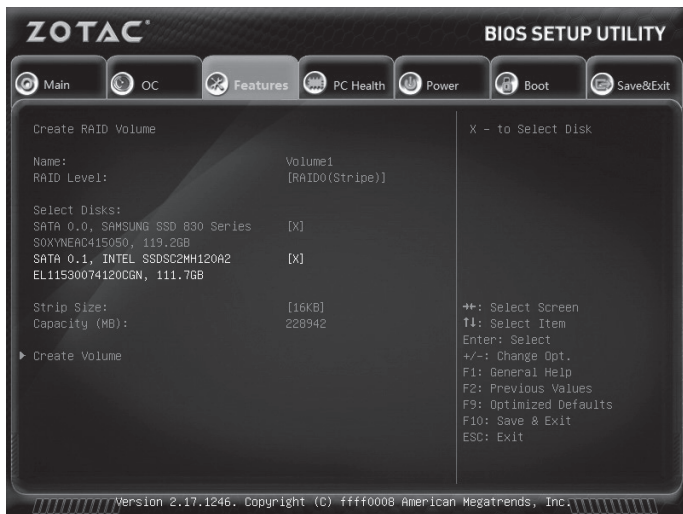 ZOTAC®
BIOS SETUP UTILITY
Main
OC
Features
PC Health
Power
Boot
Save&Exit
Create RAID Volume
X - to Select Disk
Name: Volume1
RAID Level: [RAID0(Stripe)]
Select Disks:
SATA 0.0, SAMSUNG SSD 830 Series [X]
S0XYNEAC415050, 119.2GB
SATA 0.1, INTEL SSDSC2MH120A2 [X]
EL11530074120CGN, 111.7GB
Strip Size: [16KB]
Capacity (MB): 228942
Create Volume
→←: Select Screen
↑↓: Select Item
Enter: Select
+/-: Change Opt.
F1: General Help
F2: Previous Values
F9: Optimized Defaults
F10: Save & Exit
ESC: Exit
Version 2.17.1246. Copyright (C) ffff0008 American Megatrends, Inc.